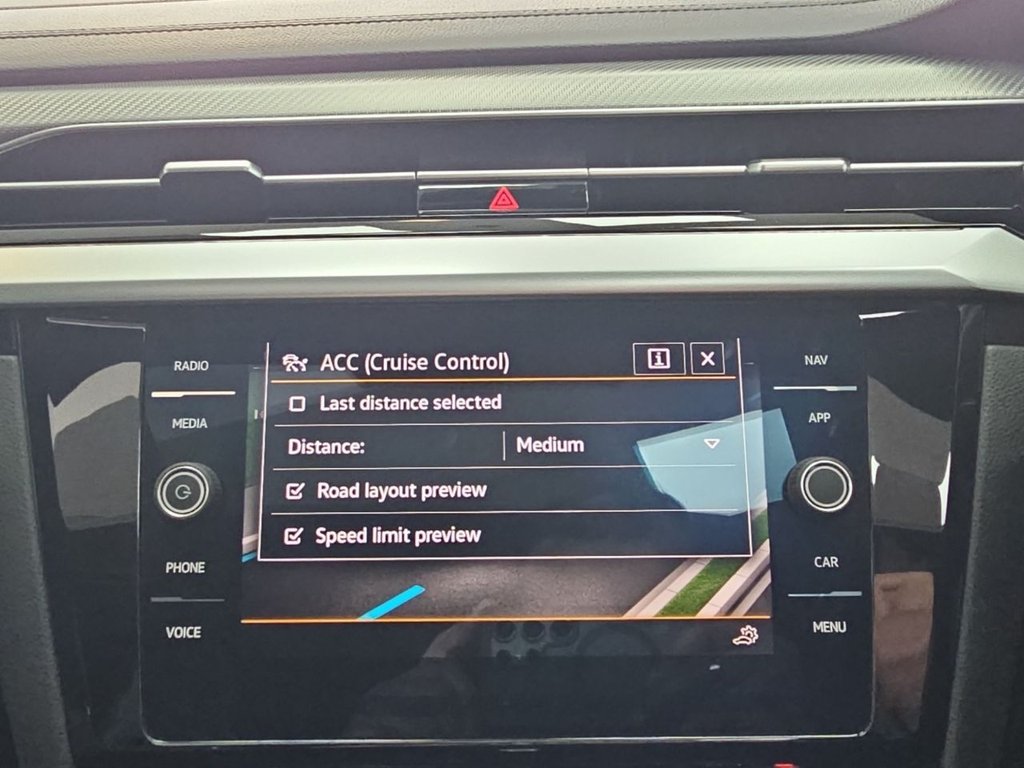 RADIO
MEDIA
PHONE
VOICE
ACC (Cruise Control)
Last distance selected
Distance: Medium
Road layout preview
Speed limit preview
NAV
APP
CAR
MENU